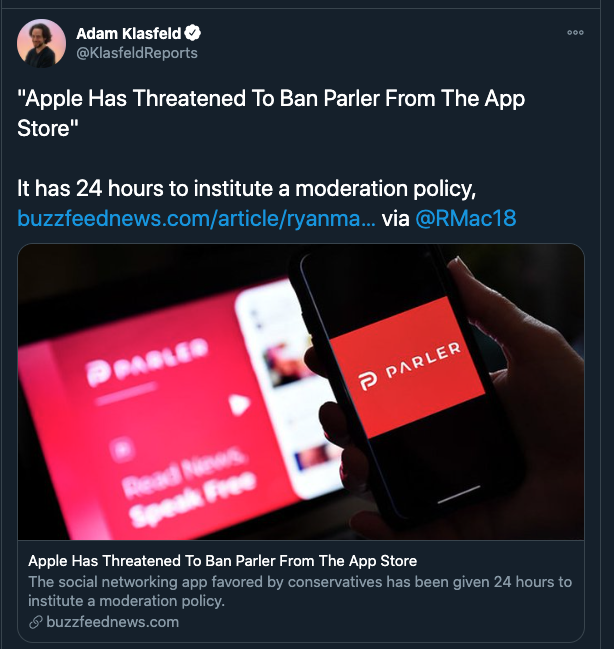 Adam Klasfeld
@KlasfeldReports
"Apple Has Threatened To Ban Parler From The App
Store"
It has 24 hours to institute a moderation policy,
buzzfeednews.com/article/ryanma... via @RMac18
PARLER
Read News.
Speak Free
PARLER
Apple Has Threatened To Ban Parler From The App Store
The social networking app favored by conservatives has been given 24 hours to
institute a moderation policy.
buzzfeednews.com